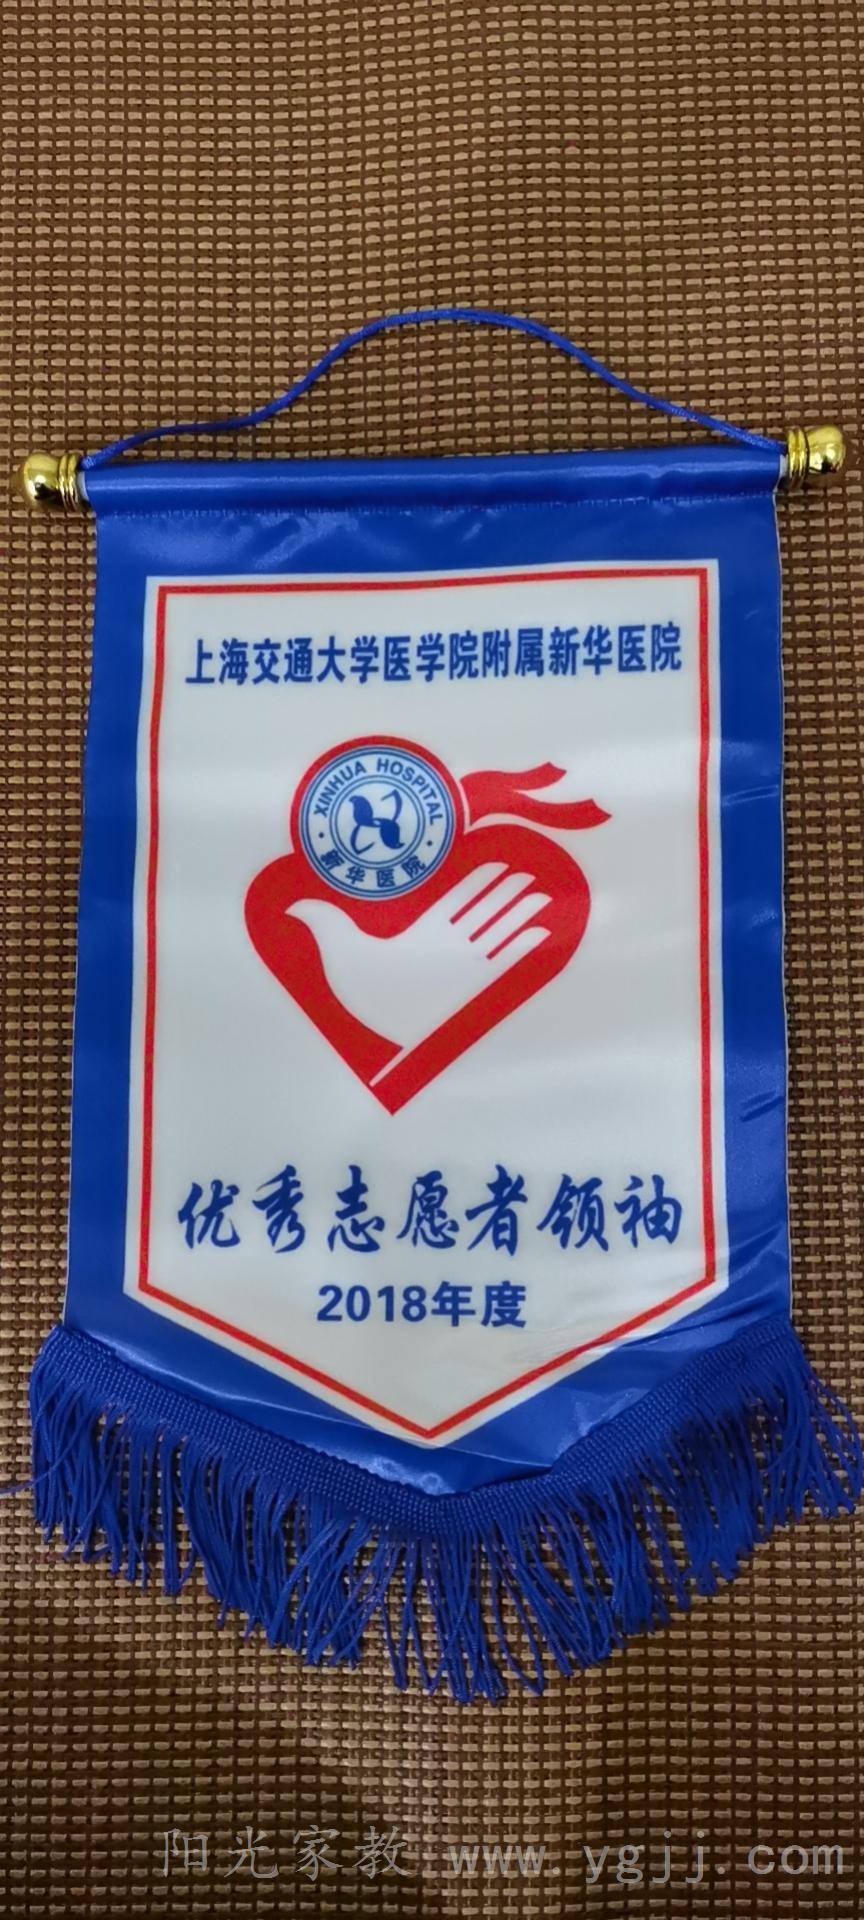 上海交通大学医学院附属新华医院
XINHUA HOSPITAL
新华医院
优秀志愿者领袖
2018年度
阳光家教 www.ygjj.com